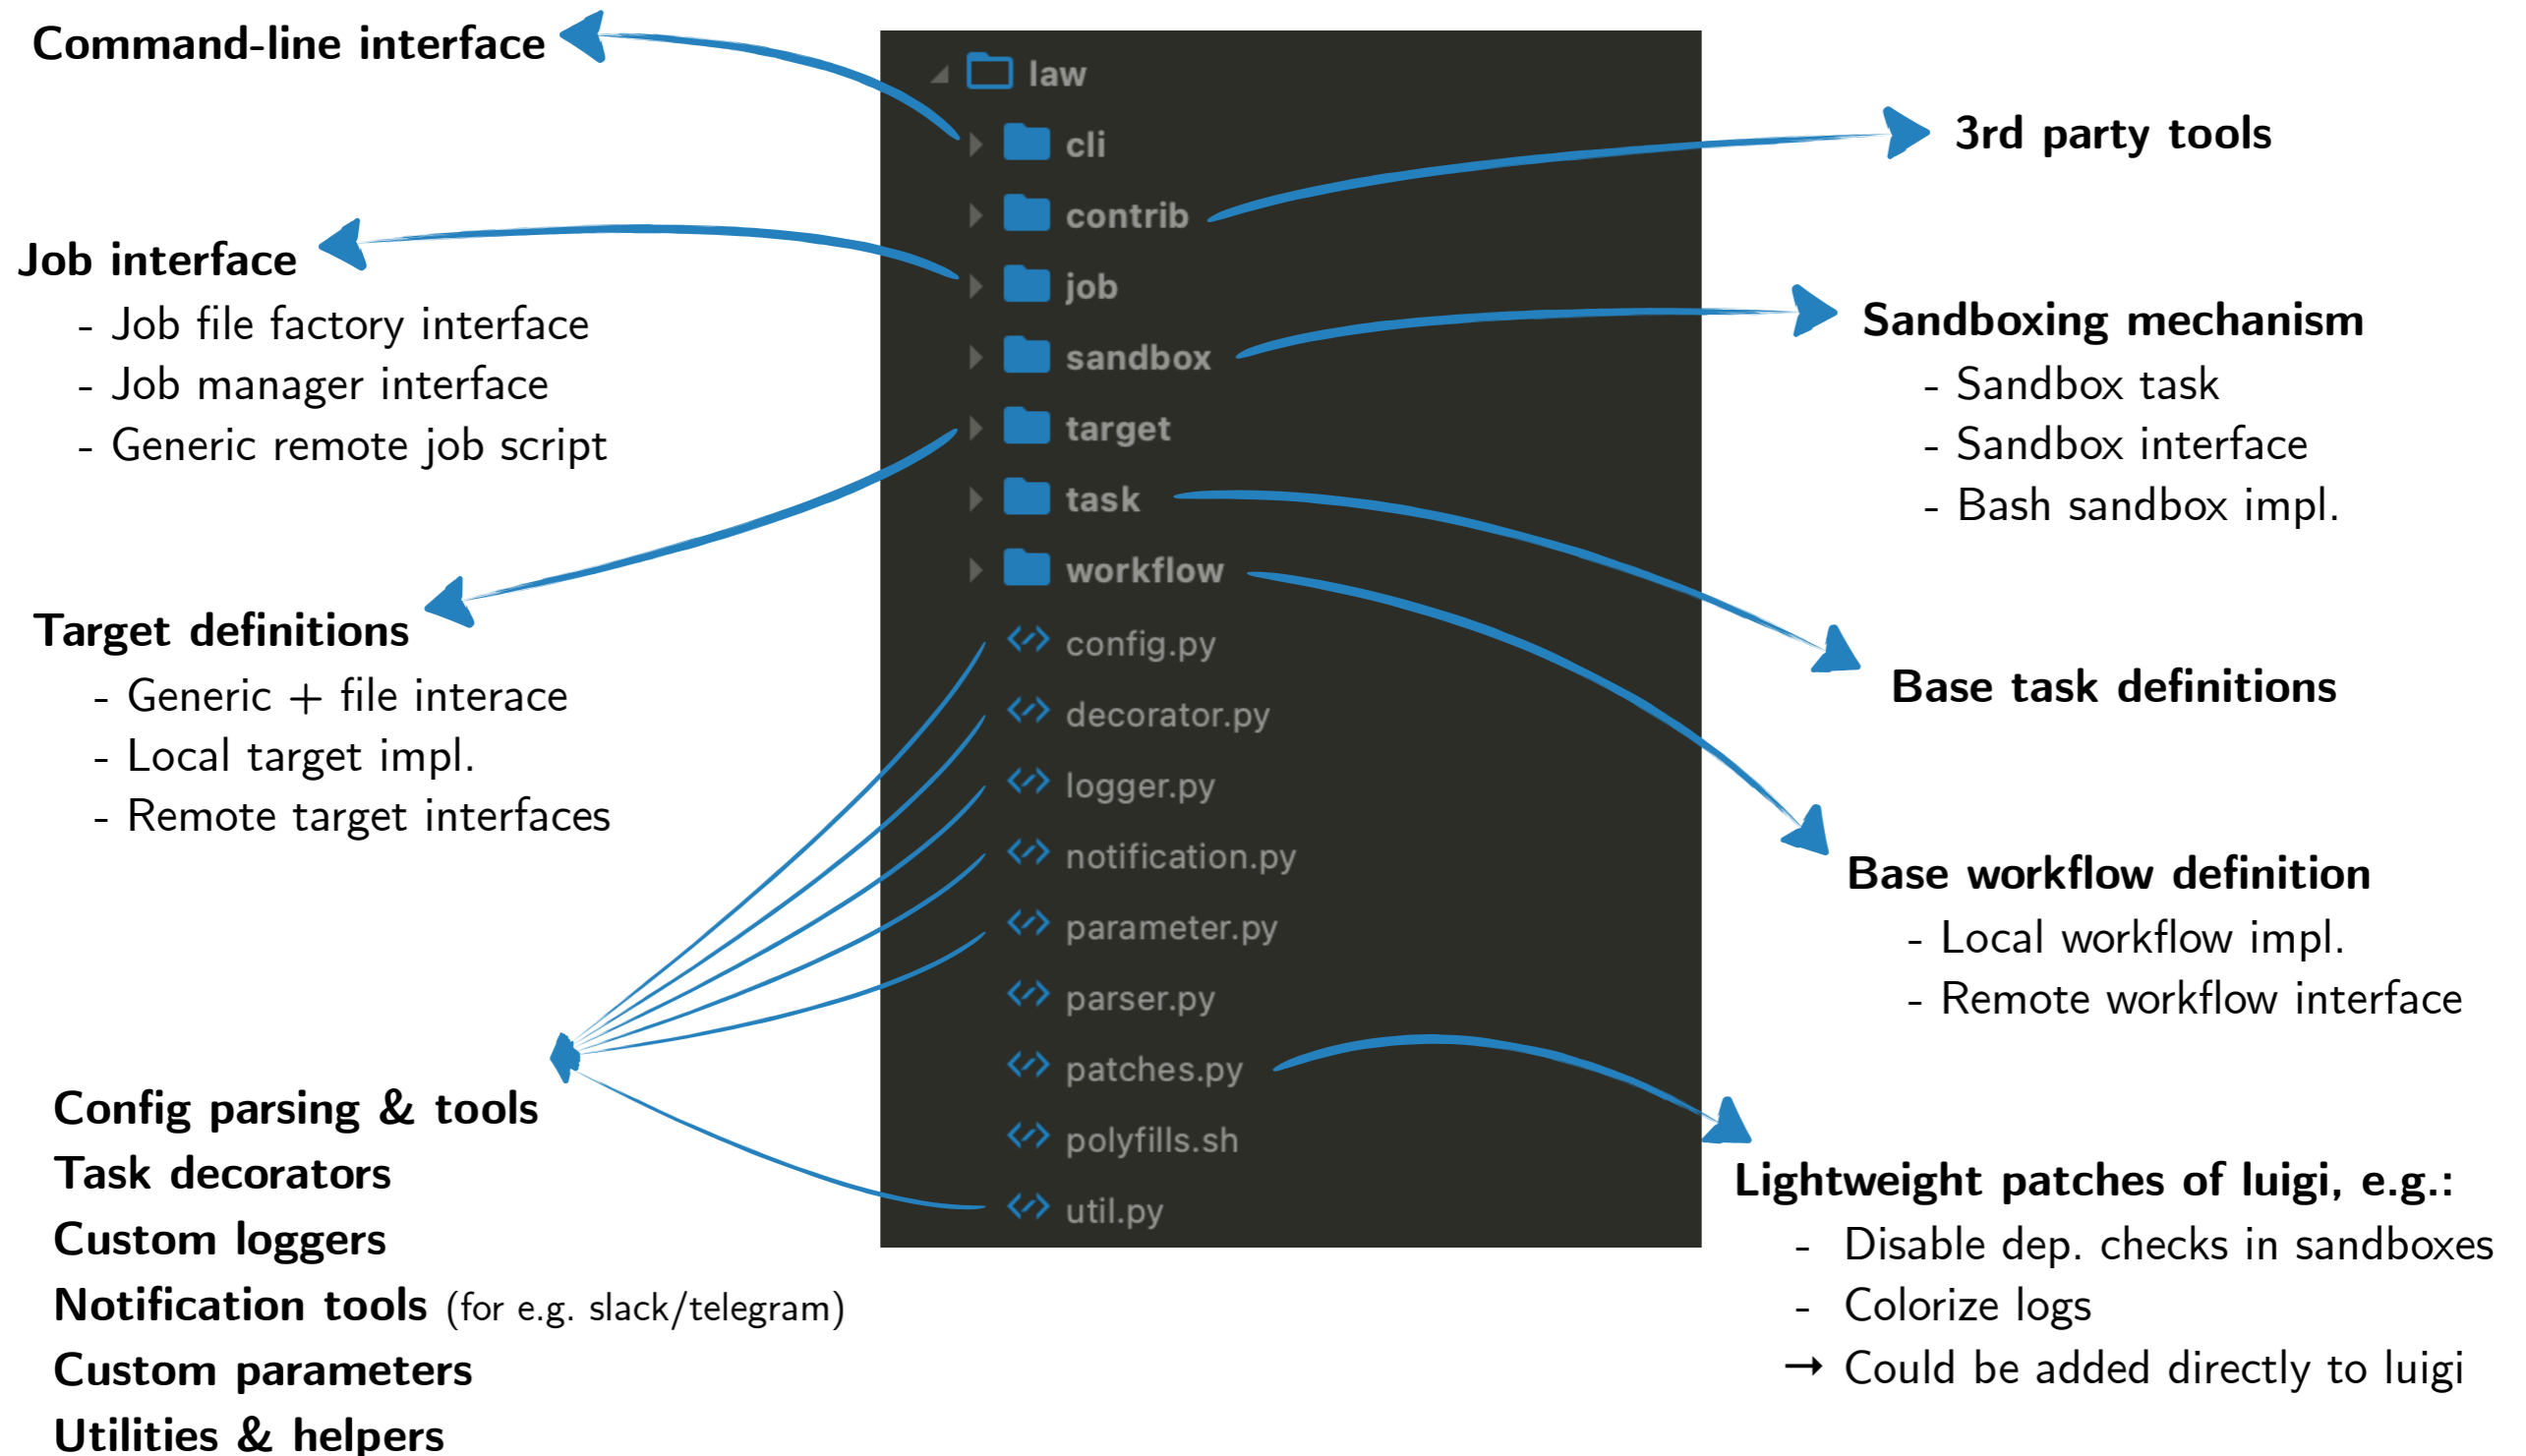 Command-line interface
Job interface
- Job file factory interface
- Job manager interface
- Generic remote job script
Target definitions
- Generic + file interace
- Local target impl.
- Remote target interfaces
Config parsing & tools
Task decorators
Custom loggers
Notification tools (for e.g. slack/telegram)
Custom parameters
Utilities & helpers
law
cli
contrib
job
sandbox
target
task
workflow
config.py
decorator.py
logger.py
notification.py
parameter.py
parser.py
patches.py
polyfills.sh
util.py
3rd party tools
Sandboxing mechanism
- Sandbox task
- Sandbox interface
- Bash sandbox impl.
Base task definitions
Base workflow definition
- Local workflow impl.
- Remote workflow interface
Lightweight patches of luigi, e.g.:
- Disable dep. checks in sandboxes
- Colorize logs
→ Could be added directly to luigi